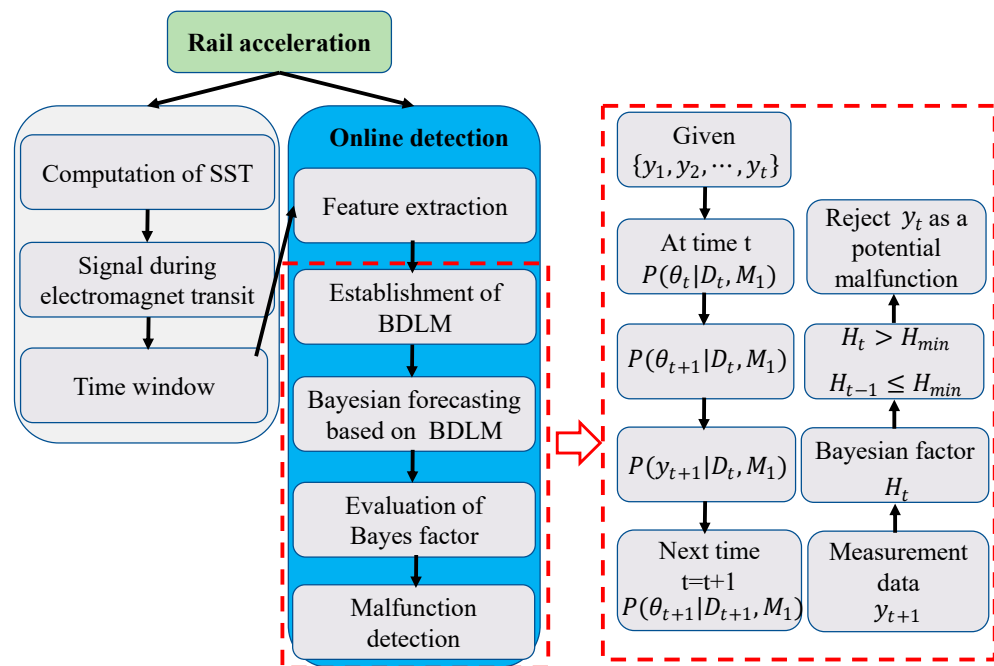 Rail acceleration
Computation of SST
Signal during
electromagnet transit
Time window
Online detection
Feature extraction
Establishment of
BDLM
Bayesian forecasting
based on BDLM
Evaluation of
Bayes factor
Malfunction
detection
Given
{y₁, y₂, ⋯, yₜ}
At time t
P(θₜ|Dₜ, M₁)
P(θₜ₊₁|Dₜ, M₁)
P(yₜ₊₁|Dₜ, M₁)
Next time
t=t+1
P(θₜ₊₁|Dₜ₊₁, M₁)
Reject yₜ as a
potential
malfunction
Hₜ > Hₘᵢₙ
Hₜ₋₁ ≤ Hₘᵢₙ
Bayesian factor
Hₜ
Measurement
data
yₜ₊₁